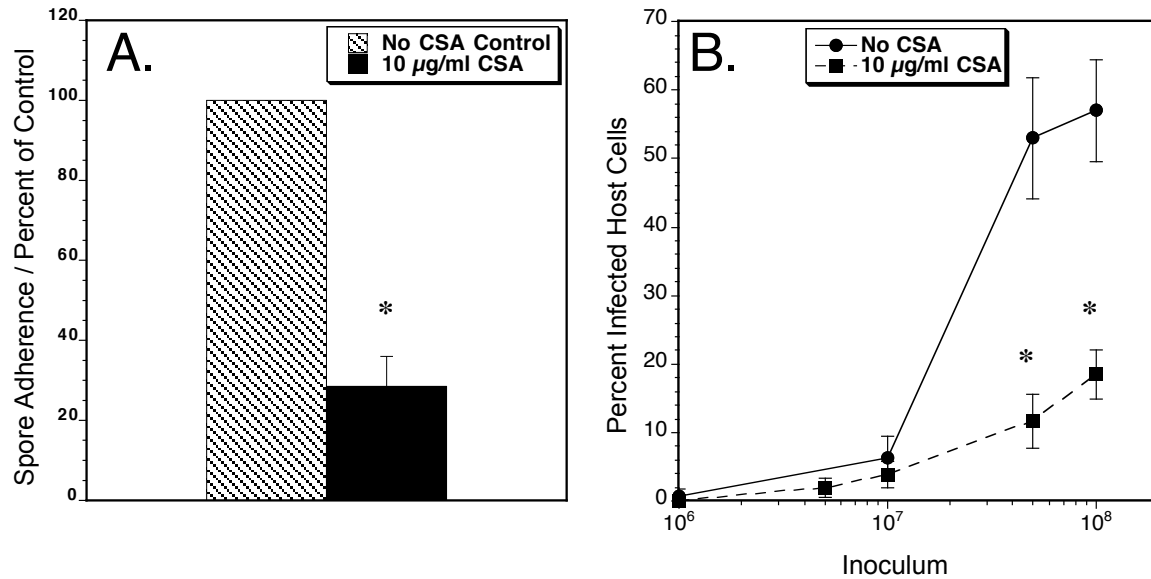 A.
No CSA Control
10 µg/ml CSA
Spore Adherence / Percent of Control
120
100
80
60
40
20
0
*
B.
No CSA
10 µg/ml CSA
Percent Infected Host Cells
70
60
50
40
30
20
10
0
*
*
10⁶
10⁷
10⁸
Inoculum